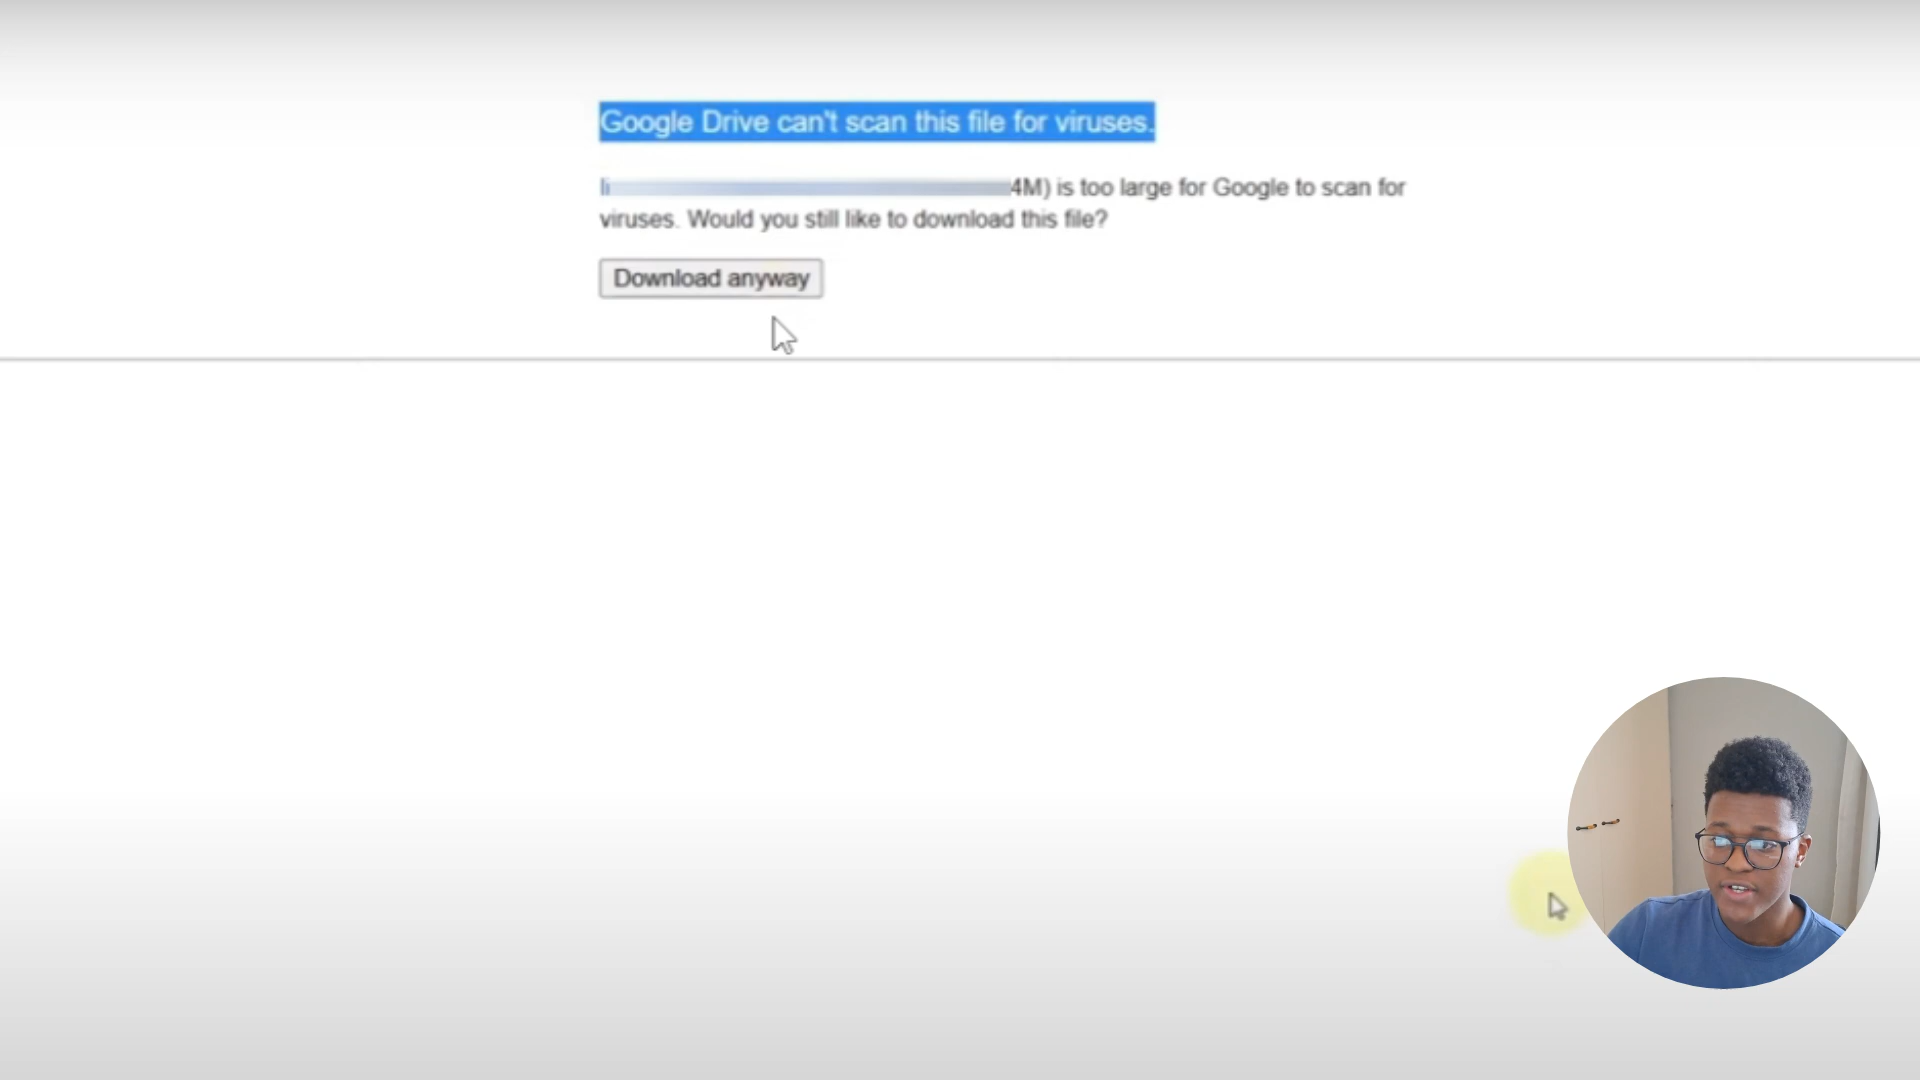 Google Drive can't scan this file for viruses.
4M) is too large for Google to scan for
viruses. Would you still like to download this file?
Download anyway